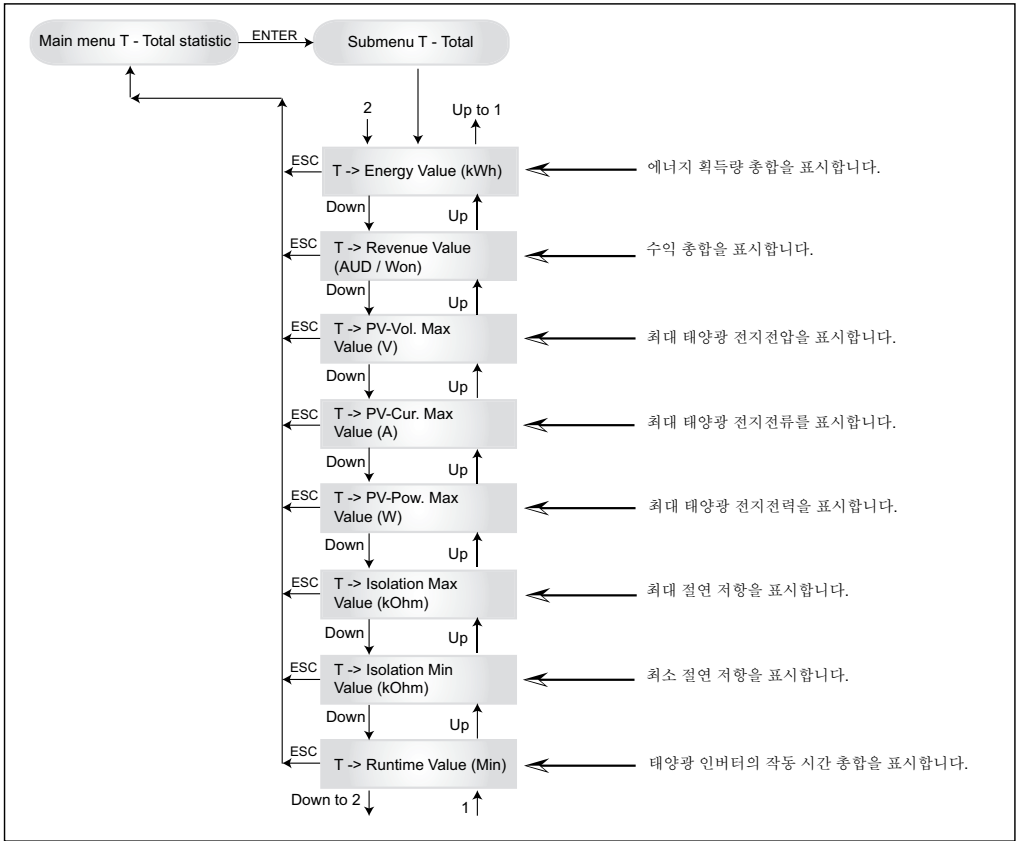 Main menu T - Total statistic
ENTER
Submenu T - Total
2
Up to 1
ESC
T -> Energy Value (kWh)
에너지 획득량 총합을 표시합니다.
Down
Up
ESC
T -> Revenue Value
(AUD / Won)
수익 총합을 표시합니다.
Down
Up
ESC
T -> PV-Vol. Max
Value (V)
최대 태양광 전지전압을 표시합니다.
Down
Up
ESC
T -> PV-Cur. Max
Value (A)
최대 태양광 전지전류를 표시합니다.
Down
Up
ESC
T -> PV-Pow. Max
Value (W)
최대 태양광 전지전력을 표시합니다.
Down
Up
ESC
T -> Isolation Max
Value (kOhm)
최대 절연 저항을 표시합니다.
Down
Up
ESC
T -> Isolation Min
Value (kOhm)
최소 절연 저항을 표시합니다.
Down
Up
ESC
T -> Runtime Value (Min)
태양광 인버터의 작동 시간 총합을 표시합니다.
Down to 2
1